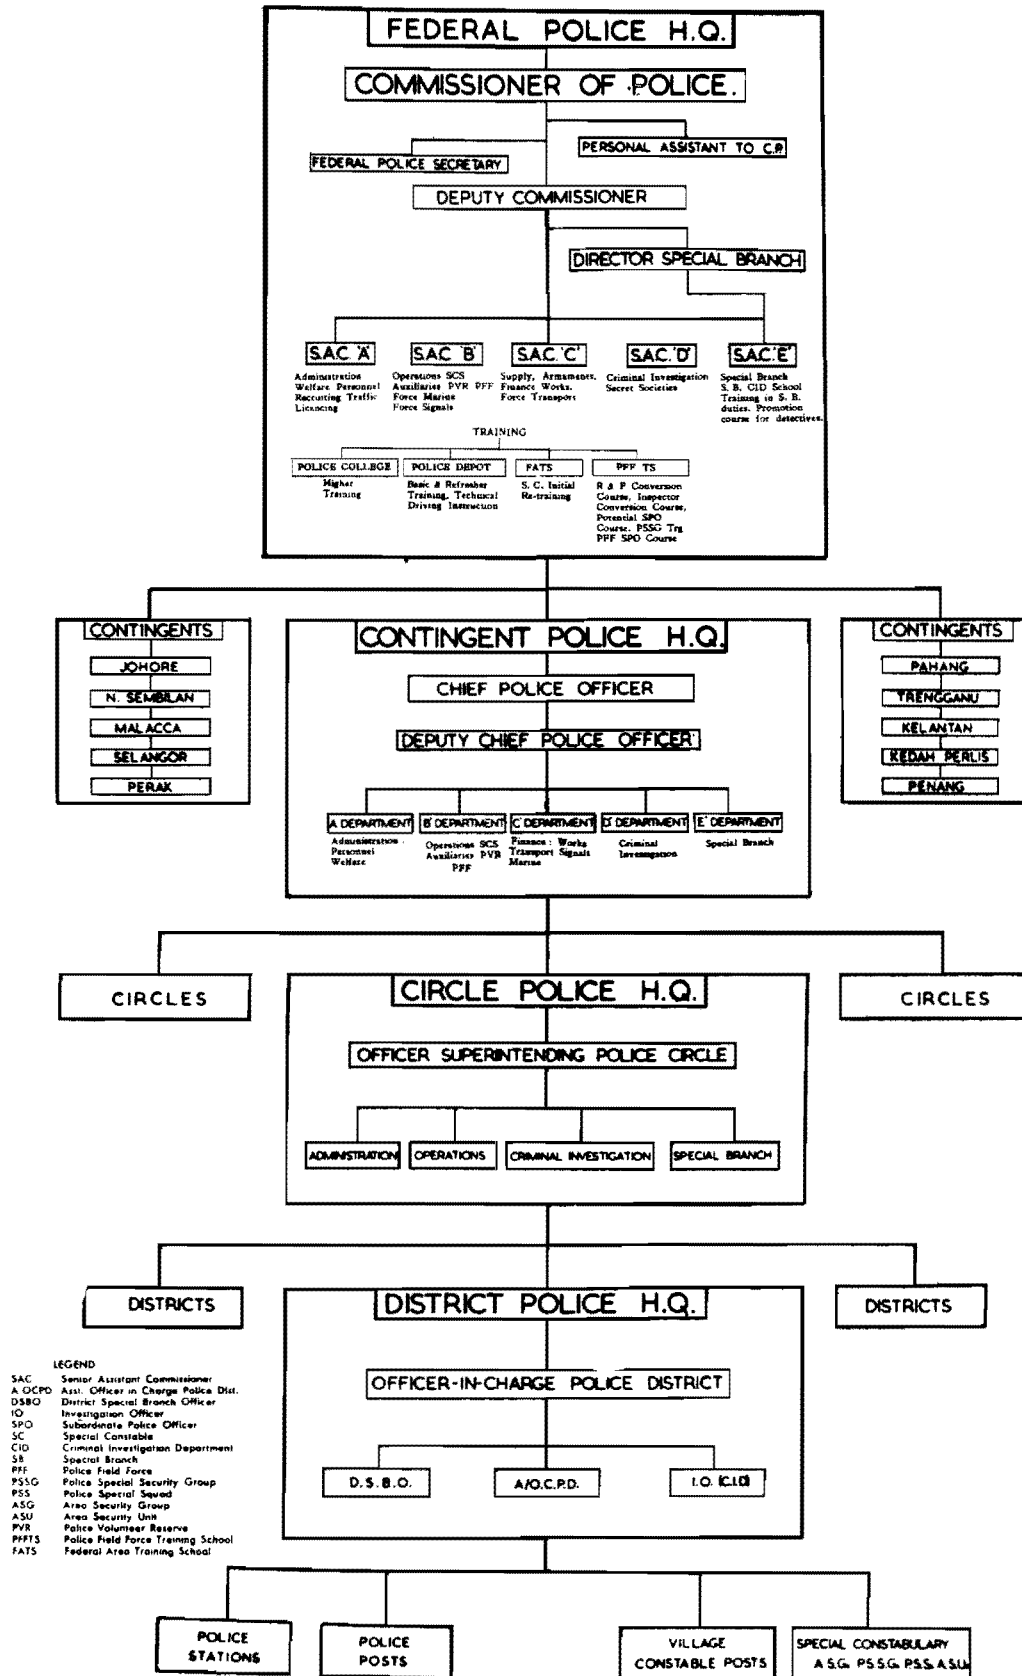 FEDERAL POLICE H.Q.
COMMISSIONER OF POLICE.
PERSONAL ASSISTANT TO C.P.
FEDERAL POLICE SECRETARY
DEPUTY COMMISSIONER
DIRECTOR SPECIAL BRANCH
S.A.C 'A'
Administration
Welfare Personnel
Recruiting Traffic
Licencing
S.A.C 'B'
Operations SCS
Auxiliaries PVR PFF
Force Marine
Force Signals
S.A.C. 'C'
Supply, Armaments,
Finance Works,
Force Transport
S.A.C. 'D'
Criminal Investigation
Secret Societies
S.A.C. 'E'
Special Branch
S. B. CID School
Training in S. B.
duties. Promotion
course for detectives.
TRAINING
POLICE COLLEGE
Higher
Training
POLICE DEPOT
Basic & Refresher
Training, Technical
Driving Instruction
FATS
S. C. Initial
Re-training
PFF TS
R & F Conversion
Course, Inspector
Conversion Course,
Potential SPO
Course. PSSG Trg
PFF SPO Course
CONTINGENTS
JOHORE
N. SEMBILAN
MALACCA
SELANGOR
PERAK
CONTINGENT POLICE H.Q.
CHIEF POLICE OFFICER
DEPUTY CHIEF POLICE OFFICER
'A' DEPARTMENT
Administration
Personnel
Welfare
'B' DEPARTMENT
Operations SCS
Auxiliaries PVR
PFF
'C' DEPARTMENT
Finance: Works
Transport Signals
Marine
'D' DEPARTMENT
Criminal
Investigation
'E' DEPARTMENT
Special Branch
CONTINGENTS
PAHANG
TRENGGANU
KELANTAN
KEDAH PERLIS
PENANG
CIRCLES
CIRCLE POLICE H.Q.
OFFICER SUPERINTENDING POLICE CIRCLE
ADMINISTRATION
OPERATIONS
CRIMINAL INVESTIGATION
SPECIAL BRANCH
CIRCLES
DISTRICTS
DISTRICT POLICE H.Q.
OFFICER-IN-CHARGE POLICE DISTRICT
D.S.B.O.
A/O.C.P.D.
I.O. (C.I.D)
DISTRICTS
LEGEND
SAC Senior Assistant Commissioner
A OCPD Asst. Officer in Charge Police Dist.
DSBO District Special Branch Officer
IO Investigation Officer
SPO Subordinate Police Officer
SC Special Constable
CID Criminal Investigation Department
SB Special Branch
PFF Police Field Force
PSSG Police Special Security Group
PSS Police Special Squad
ASG Area Security Group
ASU Area Security Unit
PVR Police Volunteer Reserve
PFFTS Police Field Force Training School
FATS Federal Area Training School
POLICE
STATIONS
POLICE
POSTS
VILLAGE
CONSTABLE POSTS
SPECIAL CONSTABULARY
A.S.G. P.S.S.G. P.S.S. A.S.U.